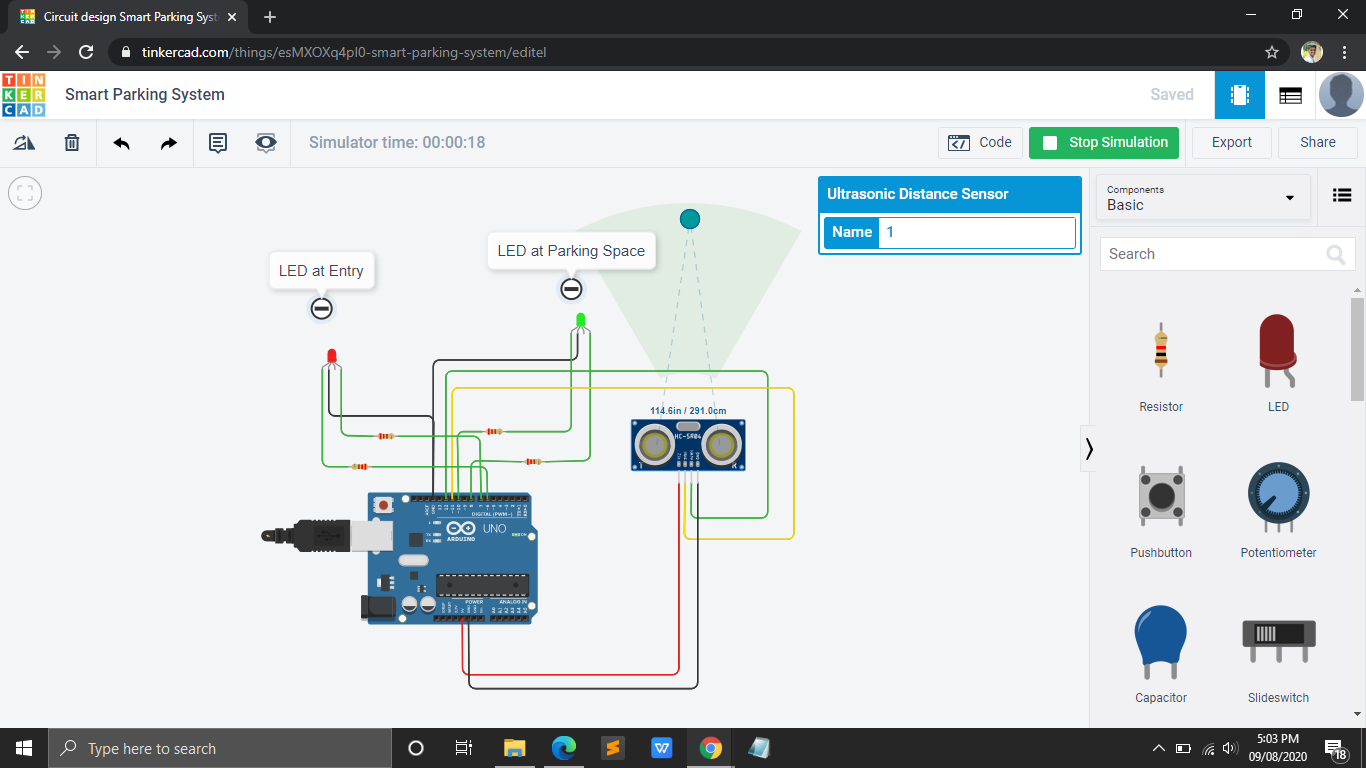 Circuit design Smart Parking Syst
tinkercad.com/things/esMXOXq4pl0-smart-parking-system/editel
TIN
KER
CAD
Smart Parking System
Saved
Simulator time: 00:00:18
Code
Stop Simulation
Export
Share
Ultrasonic Distance Sensor
Name 1
Components
Basic
Search
LED at Entry
LED at Parking Space
114.6in / 291.0cm
HC-SR04
DIGITAL (PWM~)
UNO
ARDUINO
POWER
ANALOG IN
Resistor
LED
Pushbutton
Potentiometer
Capacitor
Slideswitch
Type here to search
5:03 PM
09/08/2020
18